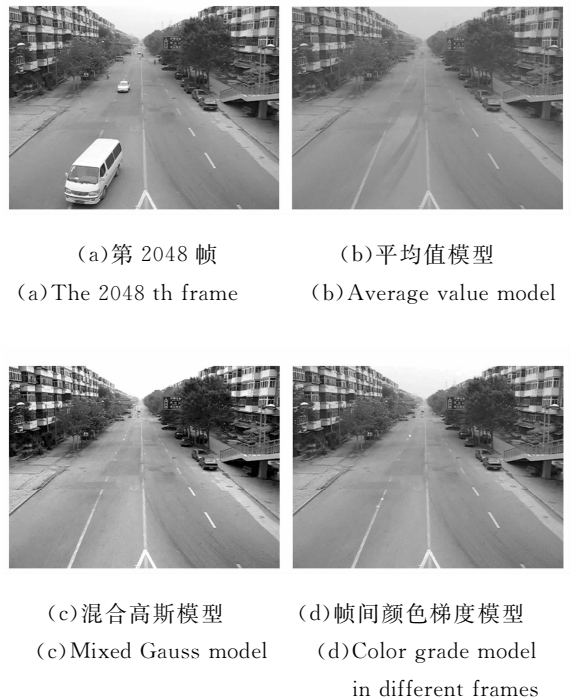 (a)第 2048 帧
(a)The 2048 th frame
(b)平均值模型
(b)Average value model
(c)混合高斯模型
(c)Mixed Gauss model
(d)帧间颜色梯度模型
(d)Color grade model
in different frames